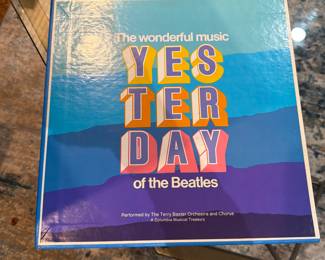 The wonderful music
YES
TER
DAY
of the Beatles
Performed by The Terry Baxter Orchestra and Chorus
A Columbia Musical Treasury